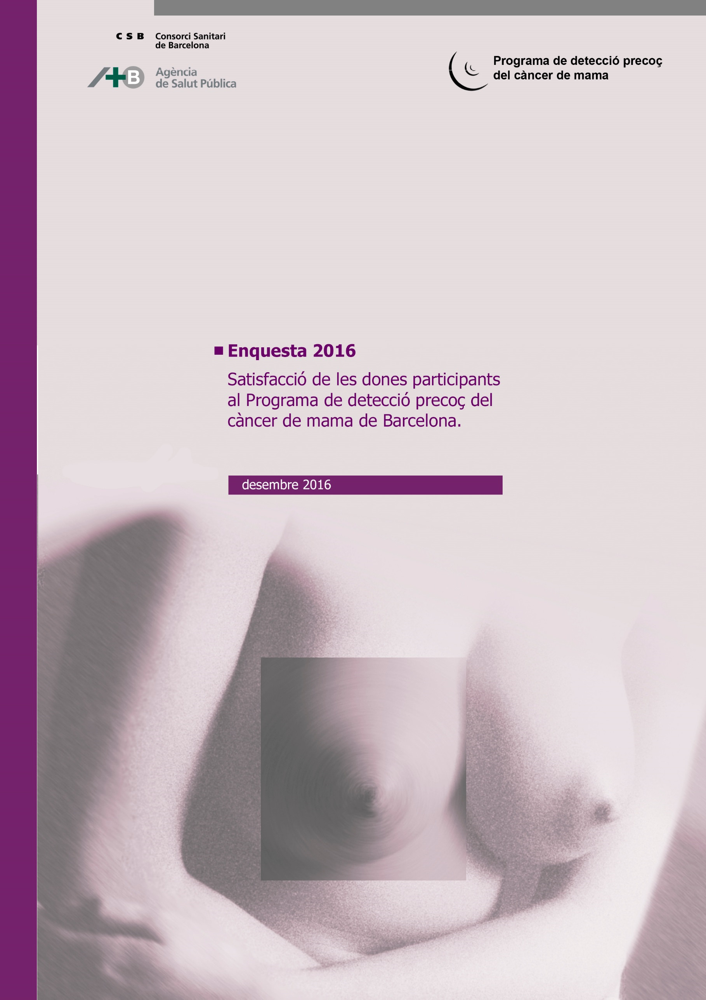 C S B Consorci Sanitari
de Barcelona
A+B Agència
de Salut Pública
Programa de detecció precoç
del càncer de mama
Enquesta 2016
Satisfacció de les dones participants
al Programa de detecció precoç del
càncer de mama de Barcelona.
desembre 2016